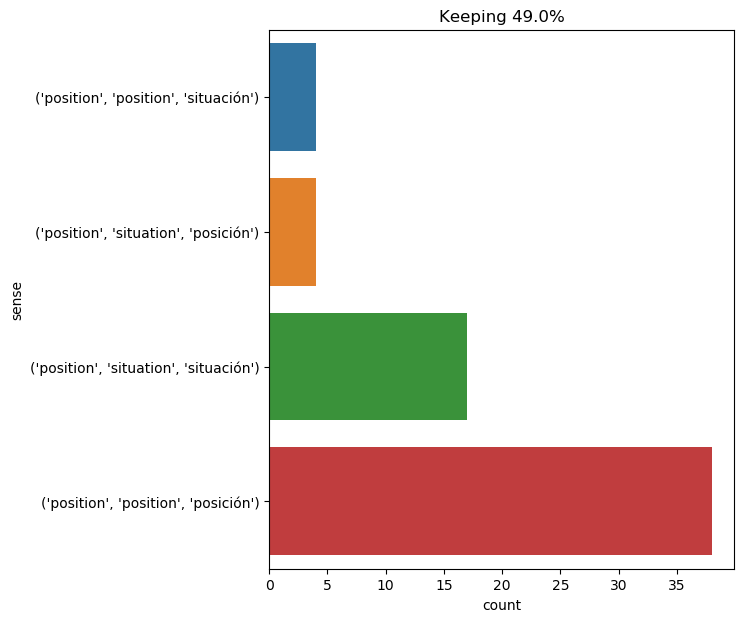 Keeping 49.0%
('position', 'position', 'situación')
('position', 'situation', 'posición')
('position', 'situation', 'situación')
('position', 'position', 'posición')
sense
0 5 10 15 20 25 30 35
count